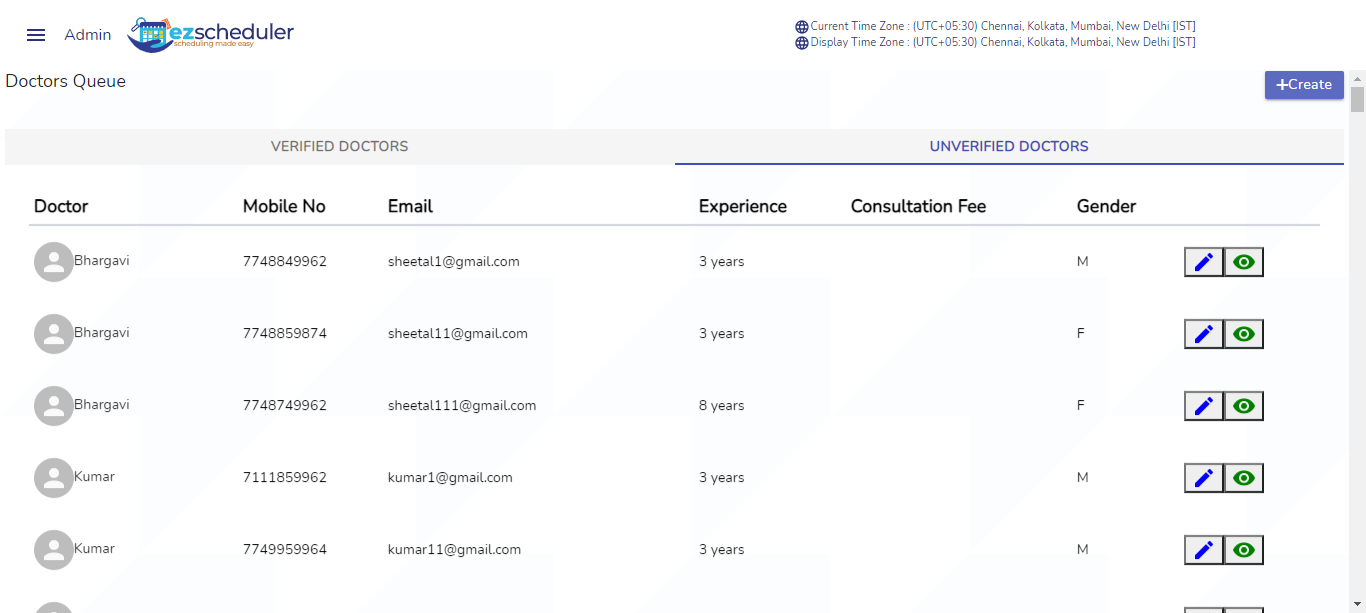 Admin
ezscheduler
scheduling made easy
Current Time Zone : (UTC+05:30) Chennai, Kolkata, Mumbai, New Delhi [IST]
Display Time Zone : (UTC+05:30) Chennai, Kolkata, Mumbai, New Delhi [IST]
Doctors Queue
+Create
VERIFIED DOCTORS UNVERIFIED DOCTORS
Doctor Mobile No Email Experience Consultation Fee Gender
Bhargavi 7748849962 sheetal1@gmail.com 3 years M
Bhargavi 7748859874 sheetal11@gmail.com 3 years F
Bhargavi 7748749962 sheetal111@gmail.com 8 years F
Kumar 7111859962 kumar1@gmail.com 3 years M
Kumar 7749959964 kumar11@gmail.com 3 years M